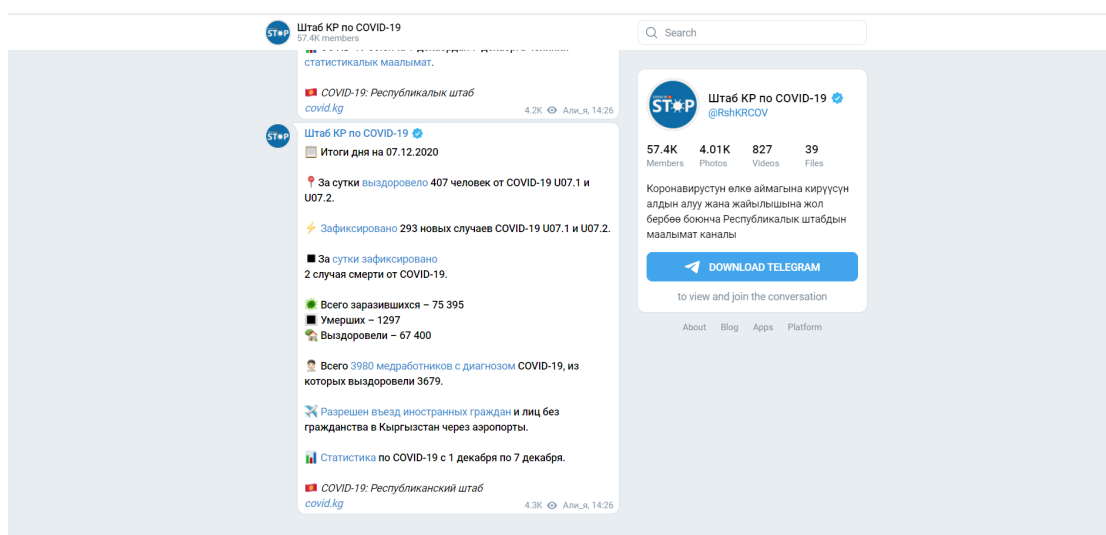 Штаб КР по COVID-19
57.4K members
Search
статистикалык маалымат.
COVID-19: Республикалык штаб
covid.kg
4.2K Али_я, 14:26
Штаб КР по COVID-19
Итоги дня на 07.12.2020
За сутки выздоровело 407 человек от COVID-19 U07.1 и
U07.2.
Зафиксировано 293 новых случаев COVID-19 U07.1 и U07.2.
За сутки зафиксировано
2 случая смерти от COVID-19.
Всего заразившихся – 75 395
Умерших – 1297
Выздоровели – 67 400
Всего 3980 медработников с диагнозом COVID-19, из
которых выздоровели 3679.
Разрешен въезд иностранных граждан и лиц без
гражданства в Кыргызстан через аэропорты.
Статистика по COVID-19 с 1 декабря по 7 декабря.
COVID-19: Республиканский штаб
covid.kg
4.3K Али_я, 14:26
STOP
Штаб КР по COVID-19
@RshKRCOV
57.4K 4.01K 827 39
Members Photos Videos Files
Коронавирустун өлкө аймагына кирүүсүн
алдын алуу жана жайылышына жол
бербөө боюнча Республикалык штабдын
маалымат каналы
DOWNLOAD TELEGRAM
to view and join the conversation
About Blog Apps Platform